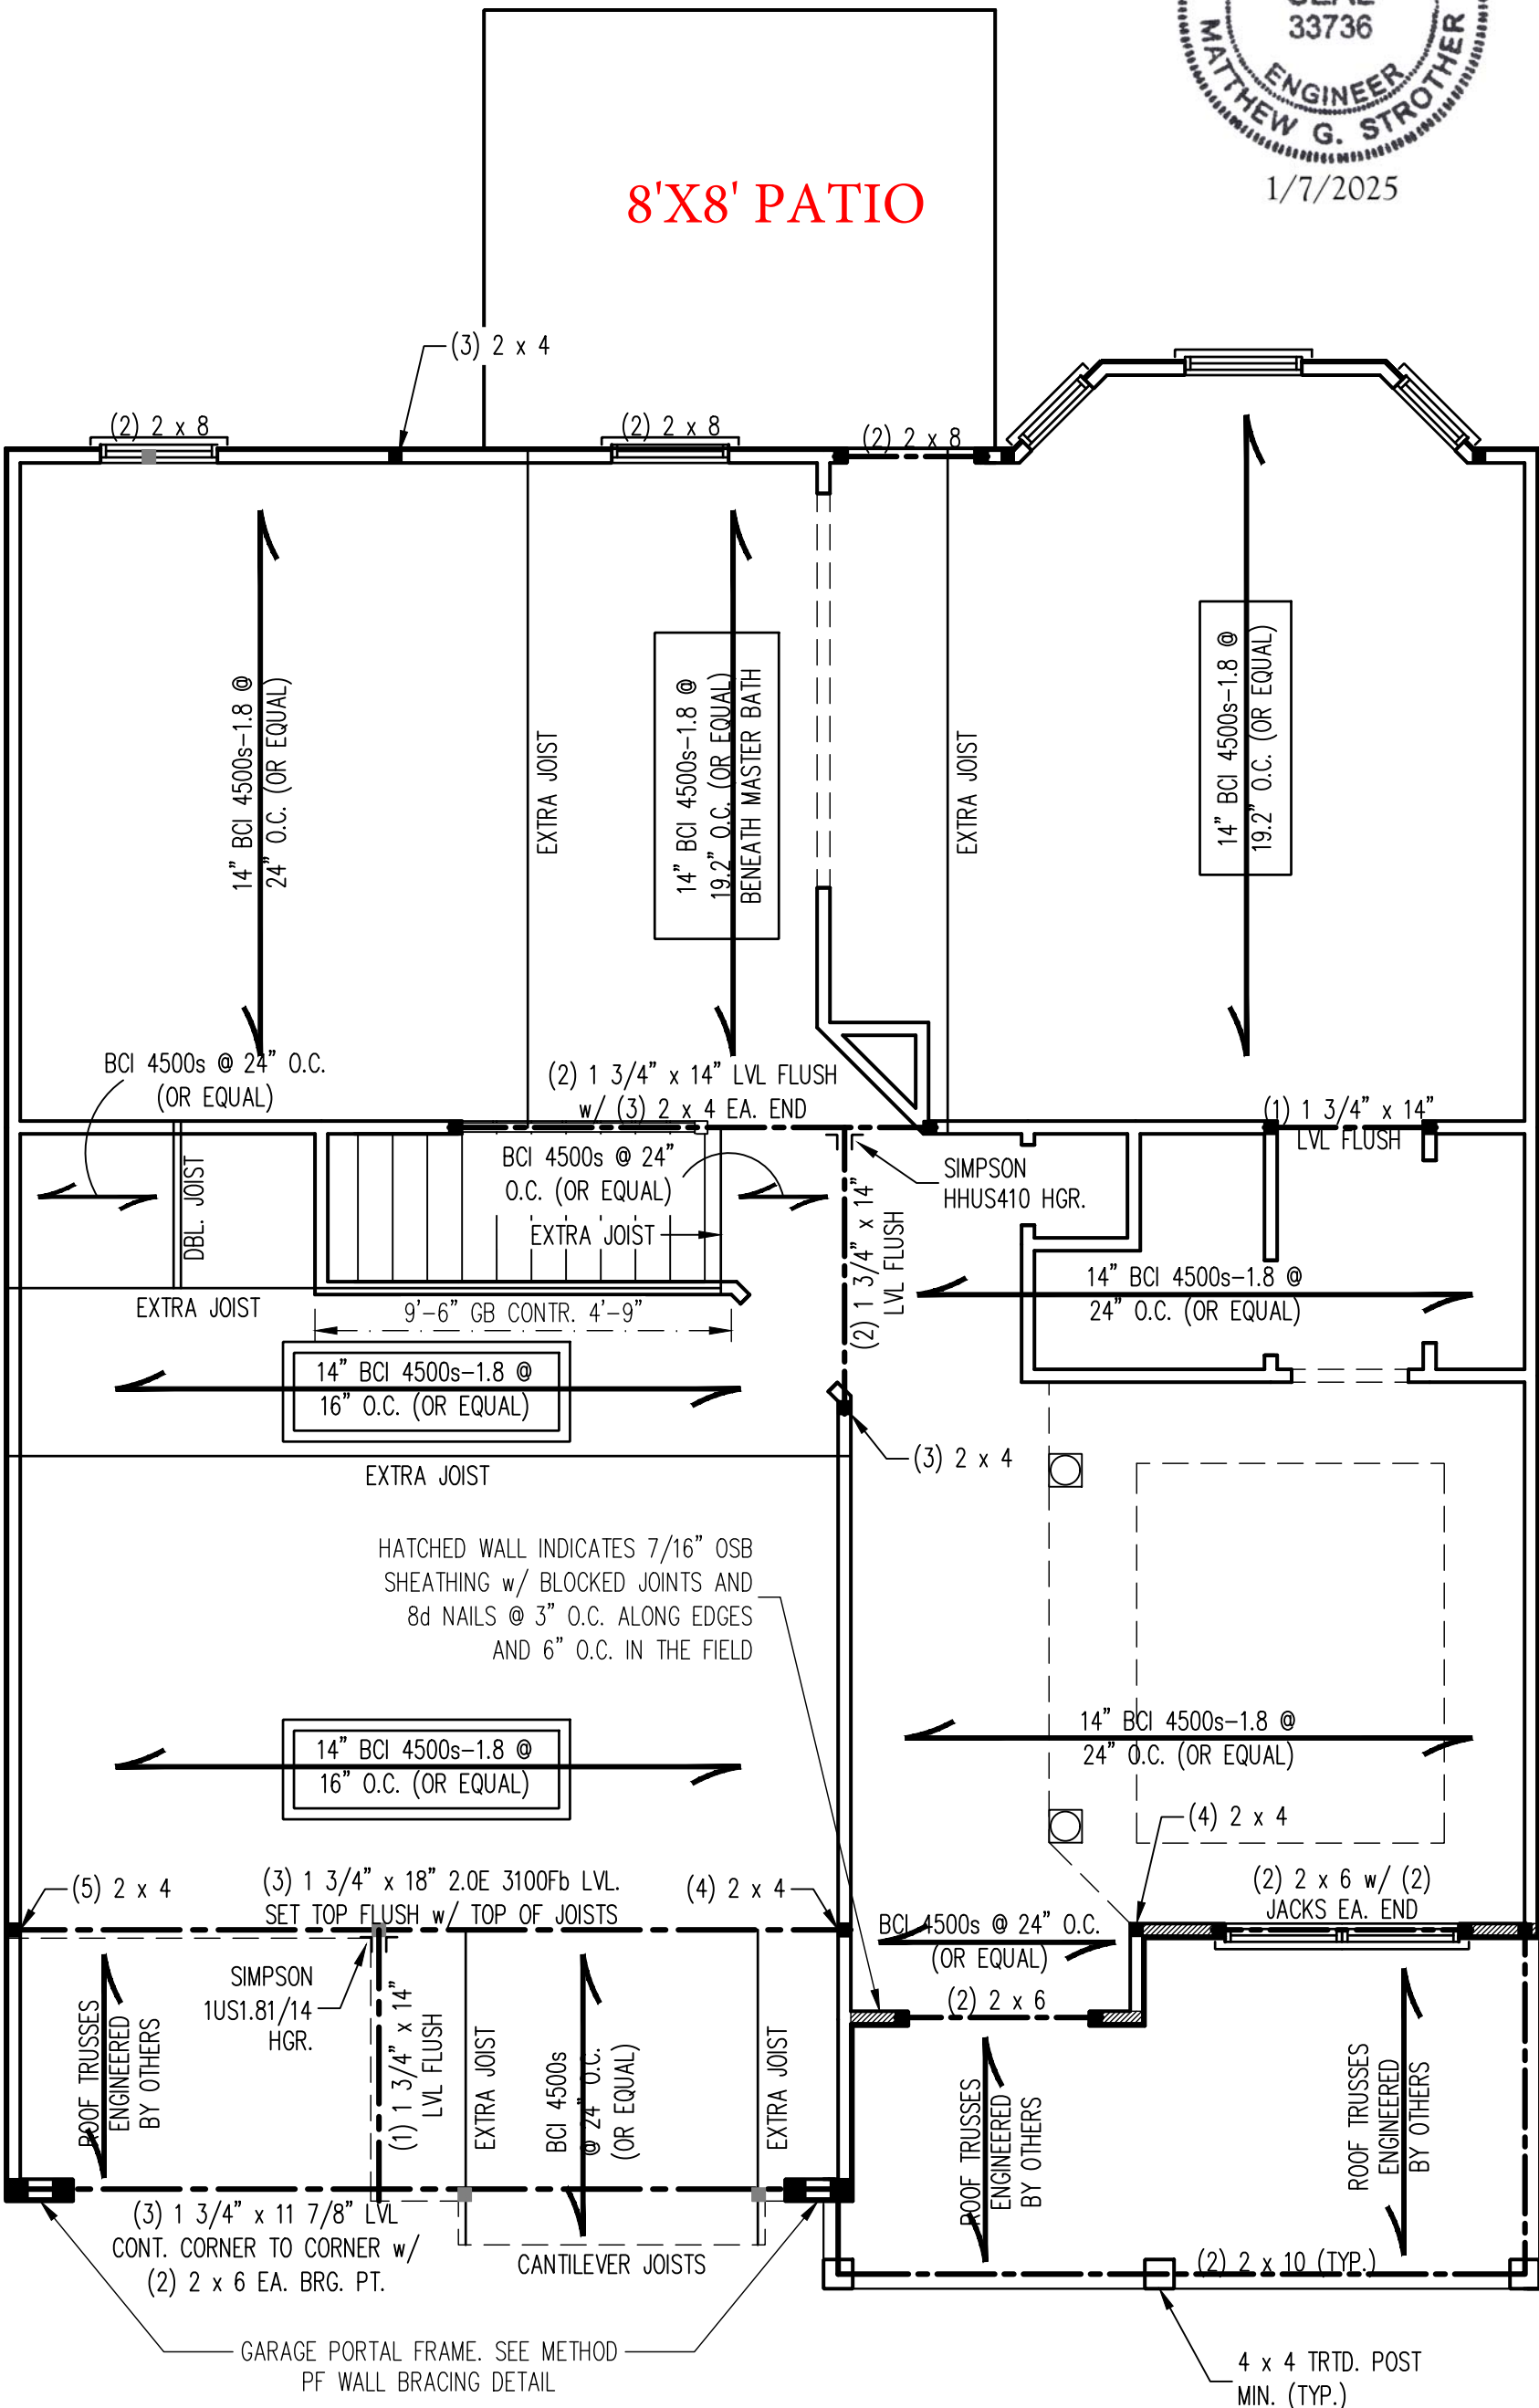 33736
ENGINEER
MATTHEW G. STROTHER
1/7/2025
8'X8' PATIO
(3) 2 x 4
(2) 2 x 8
(2) 2 x 8
(2) 2 x 8
14” BCI 4500s-1.8 @
24” O.C. (OR EQUAL)
EXTRA JOIST
14” BCI 4500s-1.8 @
19.2” O.C. (OR EQUAL)
BENEATH MASTER BATH
EXTRA JOIST
14” BCI 4500s-1.8 @
19.2” O.C. (OR EQUAL)
BCI 4500s @ 24” O.C.
(OR EQUAL)
(2) 1 3/4” x 14” LVL FLUSH
w/ (3) 2 x 4 EA. END
(1) 1 3/4” x 14”
LVL FLUSH
DBL. JOIST
BCI 4500s @ 24”
O.C. (OR EQUAL)
EXTRA JOIST
SIMPSON
HHUS410 HGR.
(2) 1 3/4” x 14”
LVL FLUSH
14” BCI 4500s-1.8 @
24” O.C. (OR EQUAL)
EXTRA JOIST
9'-6” GB CONTR. 4'-9”
14” BCI 4500s-1.8 @
16” O.C. (OR EQUAL)
EXTRA JOIST
(3) 2 x 4
HATCHED WALL INDICATES 7/16” OSB
SHEATHING w/ BLOCKED JOINTS AND
8d NAILS @ 3” O.C. ALONG EDGES
AND 6” O.C. IN THE FIELD
14” BCI 4500s-1.8 @
16” O.C. (OR EQUAL)
14” BCI 4500s-1.8 @
24” O.C. (OR EQUAL)
(4) 2 x 4
(5) 2 x 4
(3) 1 3/4” x 18” 2.0E 3100Fb LVL.
SET TOP FLUSH w/ TOP OF JOISTS
(4) 2 x 4
(2) 2 x 6 w/ (2)
JACKS EA. END
BCI 4500s @ 24” O.C.
(OR EQUAL)
(2) 2 x 6
SIMPSON
1US1.81/14
HGR.
ROOF TRUSSES
ENGINEERED
BY OTHERS
(1) 1 3/4” x 14”
LVL FLUSH
EXTRA JOIST
BCI 4500s
@ 24” O.C.
(OR EQUAL)
EXTRA JOIST
ROOF TRUSSES
ENGINEERED
BY OTHERS
ROOF TRUSSES
ENGINEERED
BY OTHERS
(3) 1 3/4” x 11 7/8” LVL
CONT. CORNER TO CORNER w/
(2) 2 x 6 EA. BRG. PT.
CANTILEVER JOISTS
(2) 2 x 10 (TYP.)
GARAGE PORTAL FRAME. SEE METHOD
PF WALL BRACING DETAIL
4 x 4 TRTD. POST
MIN. (TYP.)